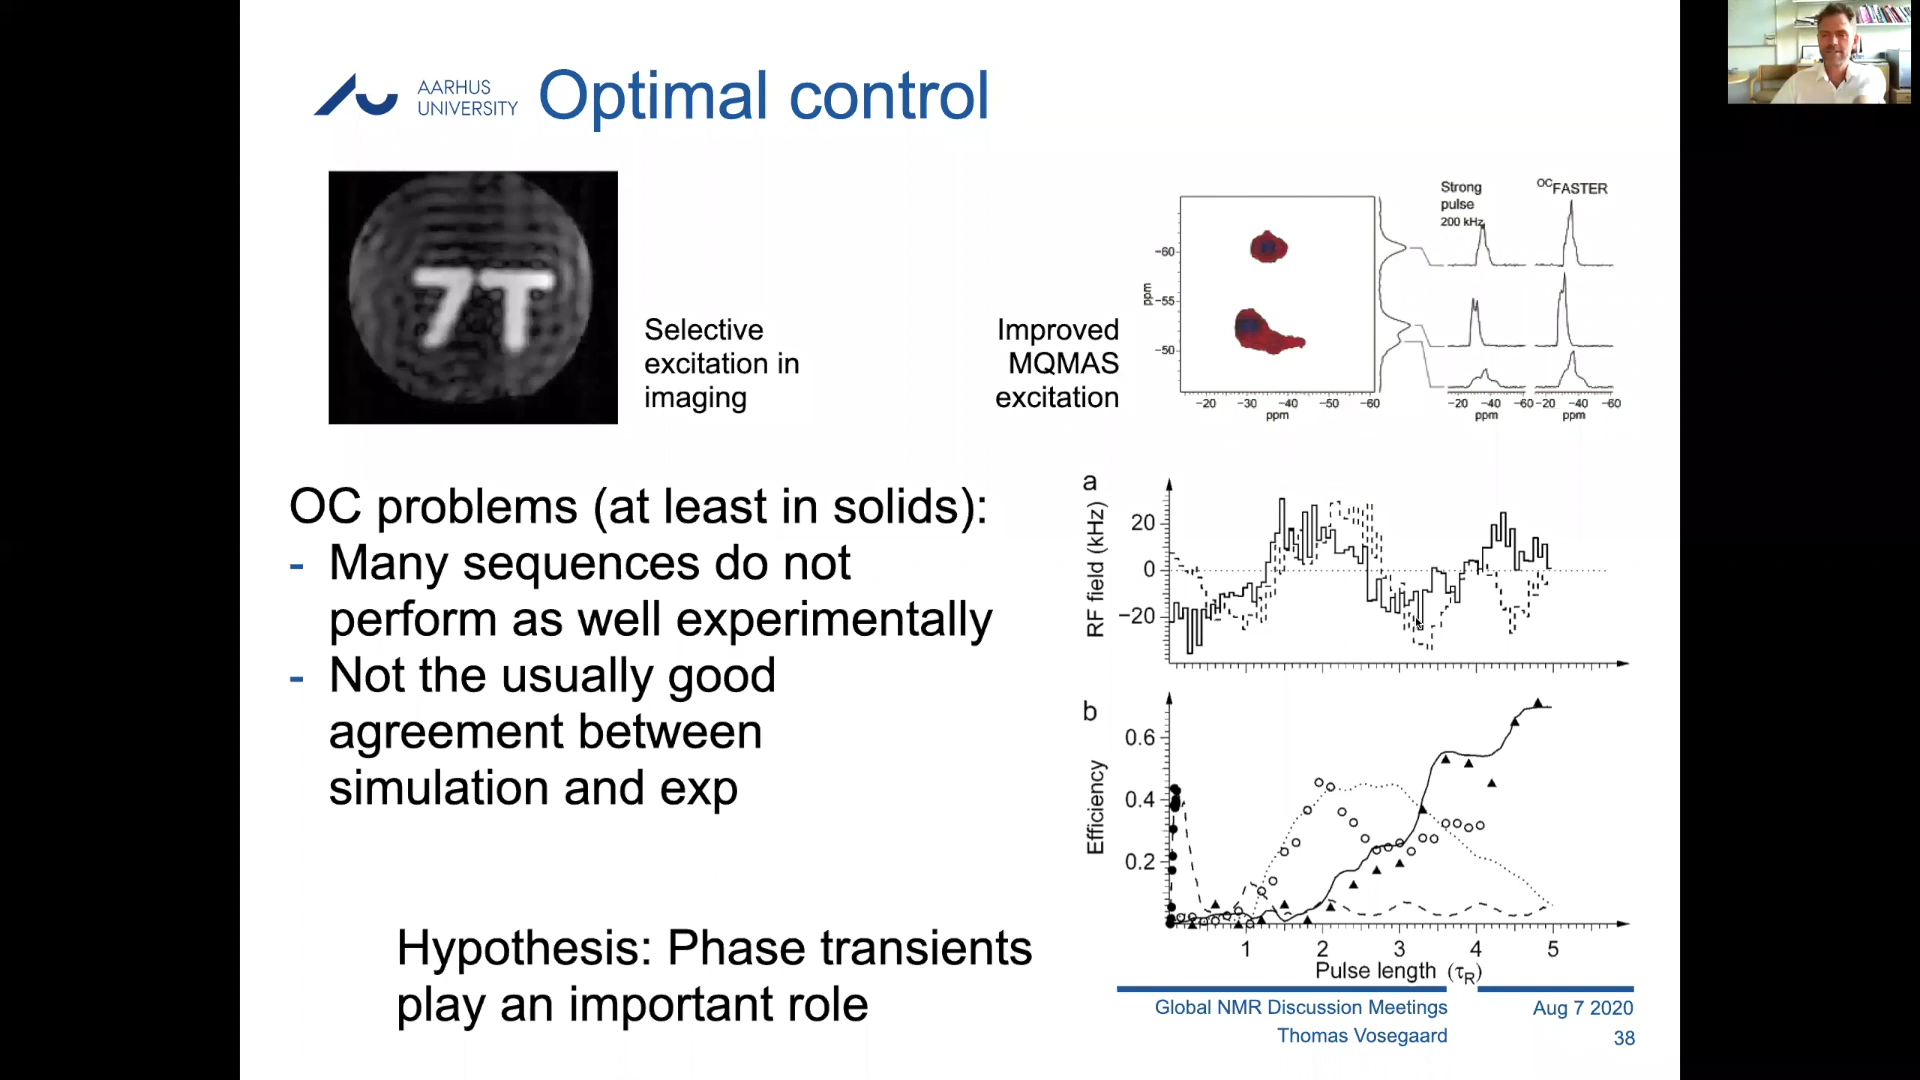 AARHUS
UNIVERSITY
Optimal control
7T
Selective
excitation in
imaging
Improved
MQMAS
excitation
Strong
pulse
200 kHz
OCFASTER
ppm
−60
−55
−50
−20 −30 −40 −50 −60
ppm
−20 −40 −60
ppm
−20 −40 −60
ppm
OC problems (at least in solids):
- Many sequences do not
perform as well experimentally
- Not the usually good
agreement between
simulation and exp
Hypothesis: Phase transients
play an important role
a
RF field (kHz)
20
0
−20
b
Efficiency
0.6
0.4
0.2
1 2 3 4 5
Pulse length (τR)
Global NMR Discussion Meetings
Aug 7 2020
Thomas Vosegaard
38